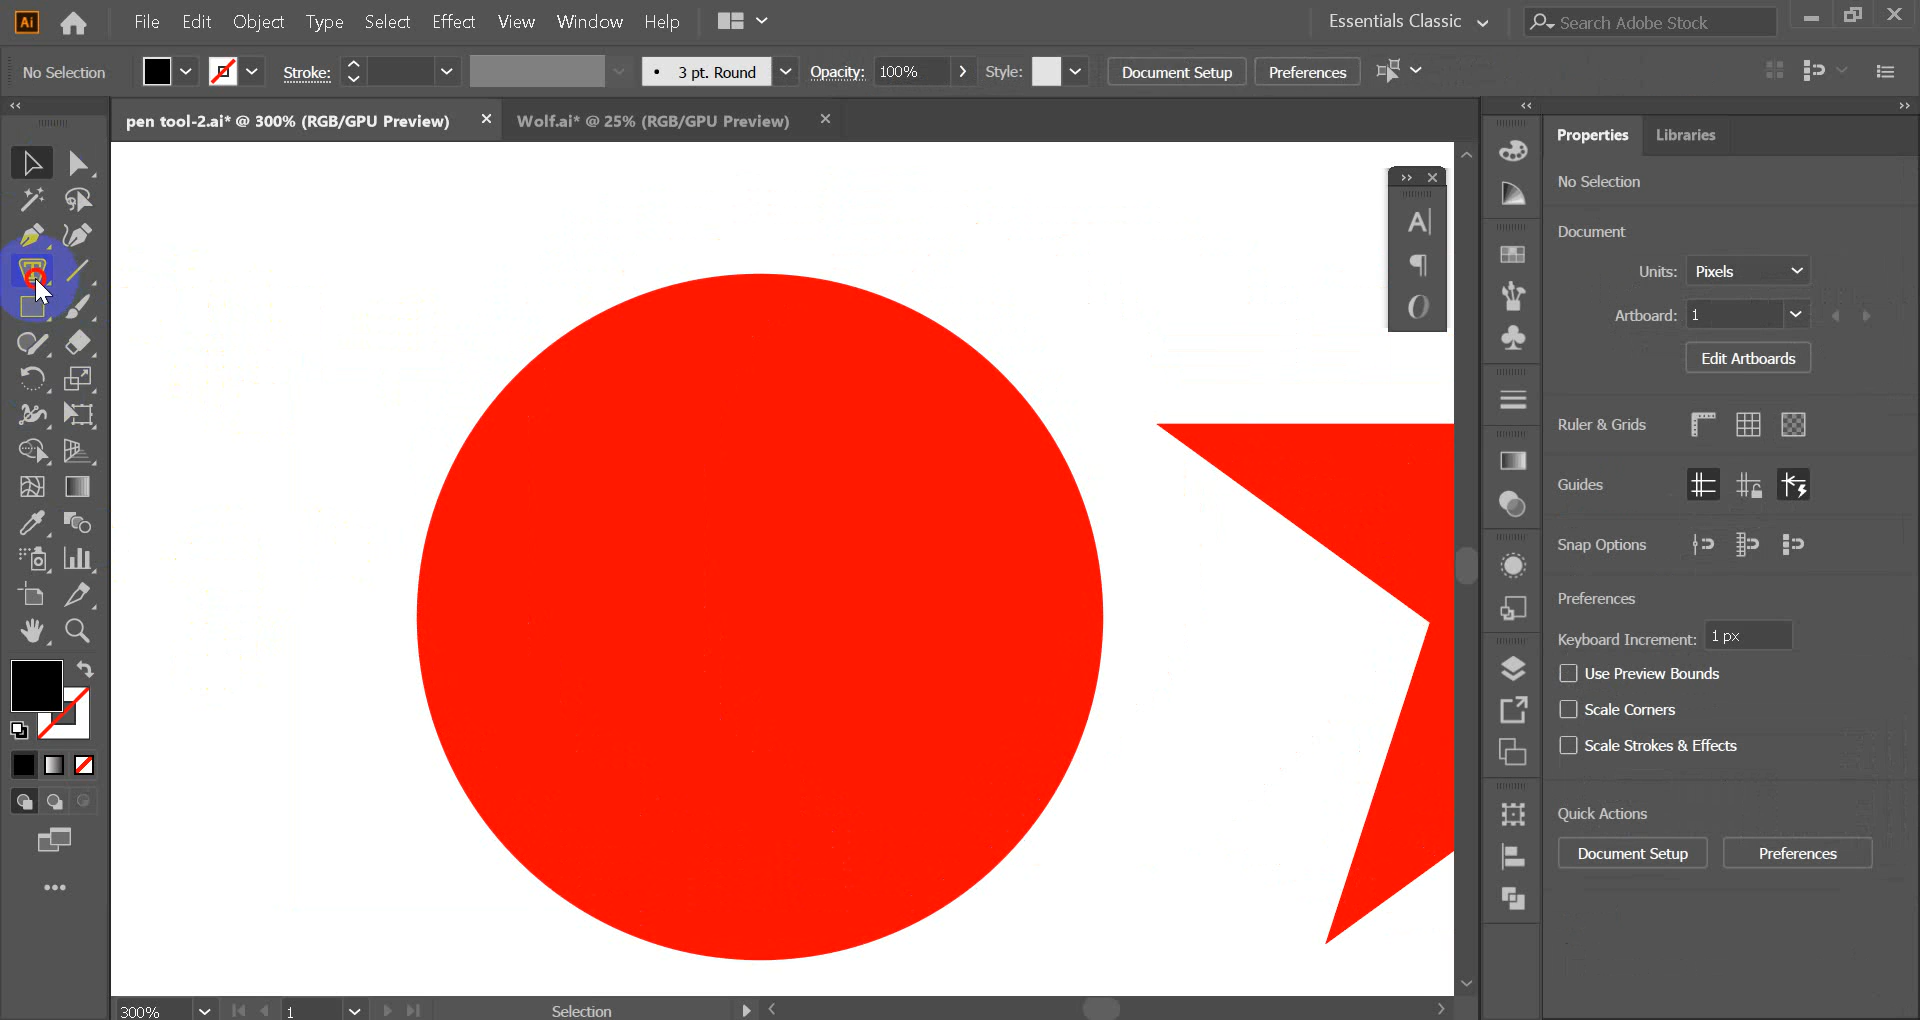 Ai File Edit Object Type Select Effect View Window Help Essentials Classic Search Adobe Stock
No Selection Stroke: 3 pt. Round Opacity: 100% Style: Document Setup Preferences
pen tool-2.ai* @ 300% (RGB/GPU Preview) Wolf.ai* @ 25% (RGB/GPU Preview)
Properties Libraries
No Selection
Document
Units: Pixels
Artboard: 1
Edit Artboards
Ruler & Grids
Guides
Snap Options
Preferences
Keyboard Increment: 1 px
Use Preview Bounds
Scale Corners
Scale Strokes & Effects
Quick Actions
Document Setup Preferences
300% 1 Selection